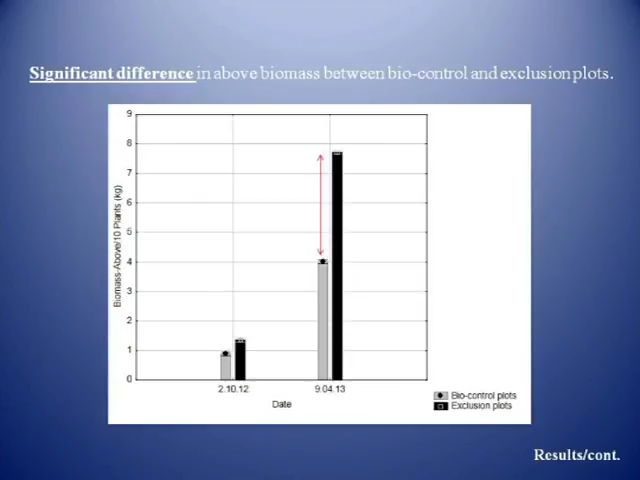 Significant difference in above biomass between bio-control and exclusion plots.
9
8
7
6
5
4
3
2
1
0
Biomass-Above/10 Plants (kg)
2.10.12 9.04.13
Date
Bio-control plots
Exclusion plots
Results/cont.